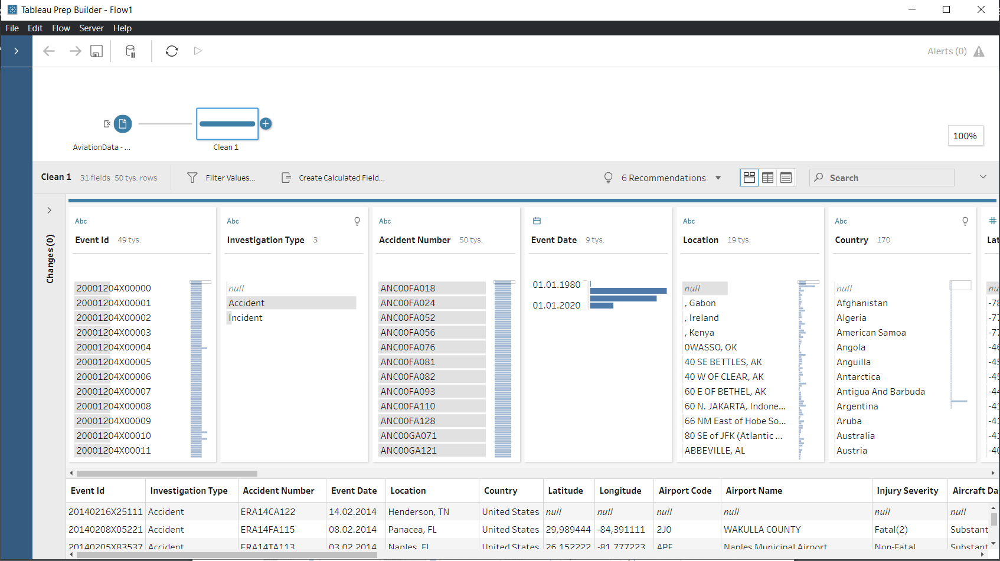 Tableau Prep Builder - Flow1
File Edit Flow Server Help
Alerts (0)
AviationData - ...
Clean 1
100%
Clean 1 31 fields 50 tys. rows Filter Values... Create Calculated Field... 6 Recommendations Search
Changes (0)
Abc
Event Id 49 tys.
20001204X00000
20001204X00001
20001204X00002
20001204X00003
20001204X00004
20001204X00005
20001204X00006
20001204X00007
20001204X00008
20001204X00009
20001204X00010
20001204X00011
Abc
Investigation Type 3
null
Accident
Incident
Abc
Accident Number 50 tys.
ANC00FA018
ANC00FA024
ANC00FA052
ANC00FA056
ANC00FA076
ANC00FA081
ANC00FA082
ANC00FA093
ANC00FA110
ANC00FA128
ANC00GA071
ANC00GA121
Event Date 9 tys.
01.01.1980
01.01.2020
Abc
Location 19 tys.
null
, Gabon
, Ireland
, Kenya
0WASSO, OK
40 SE BETTLES, AK
40 W OF CLEAR, AK
60 E OF BETHEL, AK
60 N. JAKARTA, Indone...
66 NM East of Hobe So...
80 SE of JFK (Atlantic ...
ABBEVILLE, AL
Abc
Country 170
null
Afghanistan
Algeria
American Samoa
Angola
Anguilla
Antarctica
Antigua And Barbuda
Argentina
Aruba
Australia
Austria
#
Lat
nu
-78
-77
-77
-46
-45
-45
-44
-41
-41
-41
-40
Event Id Investigation Type Accident Number Event Date Location Country Latitude Longitude Airport Code Airport Name Injury Severity Aircraft Da
20140216X25111 Accident ERA14CA122 14.02.2014 Henderson, TN United States null null null null null null
20140208X05221 Accident ERA14FA115 08.02.2014 Panacea, FL United States 29,989444 -84,391111 2J0 WAKULLA COUNTY Fatal(2) Substant
20140205X83537 Accident ERA14TA113 03.02.2014 Naples, FL United States 26,152222 -81,777223 APF Naples Municipal Airport Non-Fatal Substant